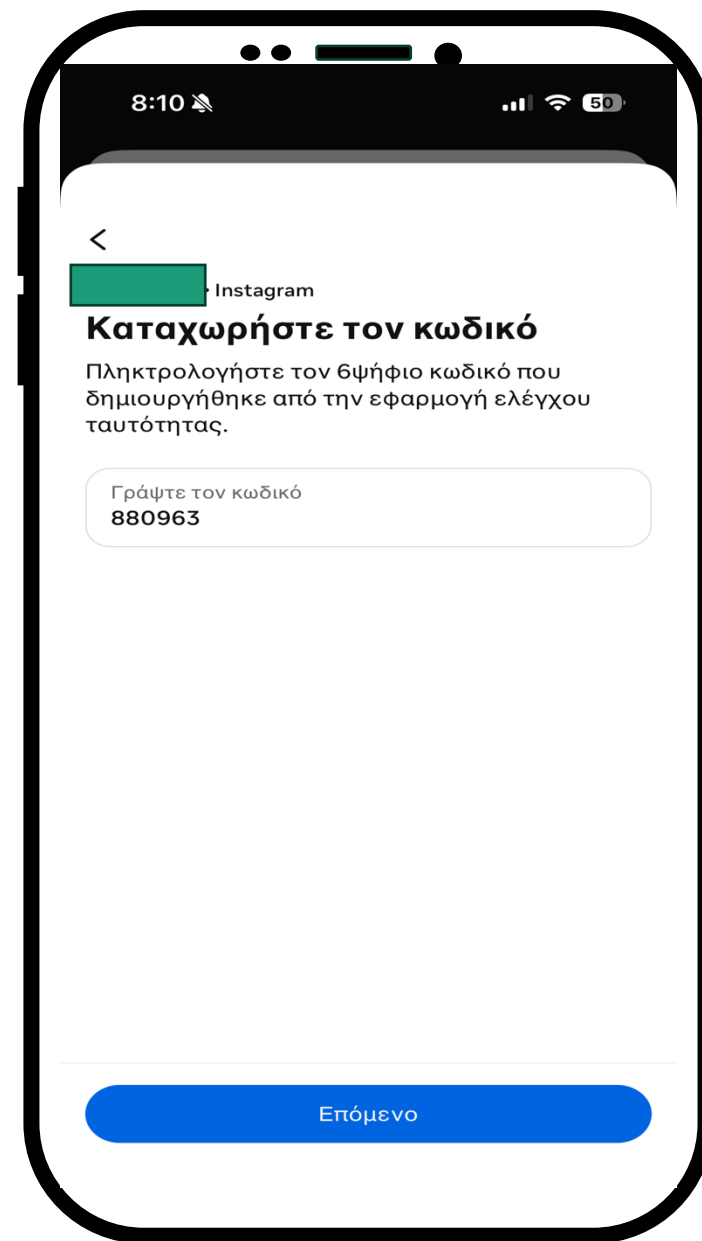 8:10
50
• Instagram
Καταχωρήστε τον κωδικό
Πληκτρολογήστε τον 6ψήφιο κωδικό που
δημιουργήθηκε από την εφαρμογή ελέγχου
ταυτότητας.
Γράψτε τον κωδικό
880963
Επόμενο